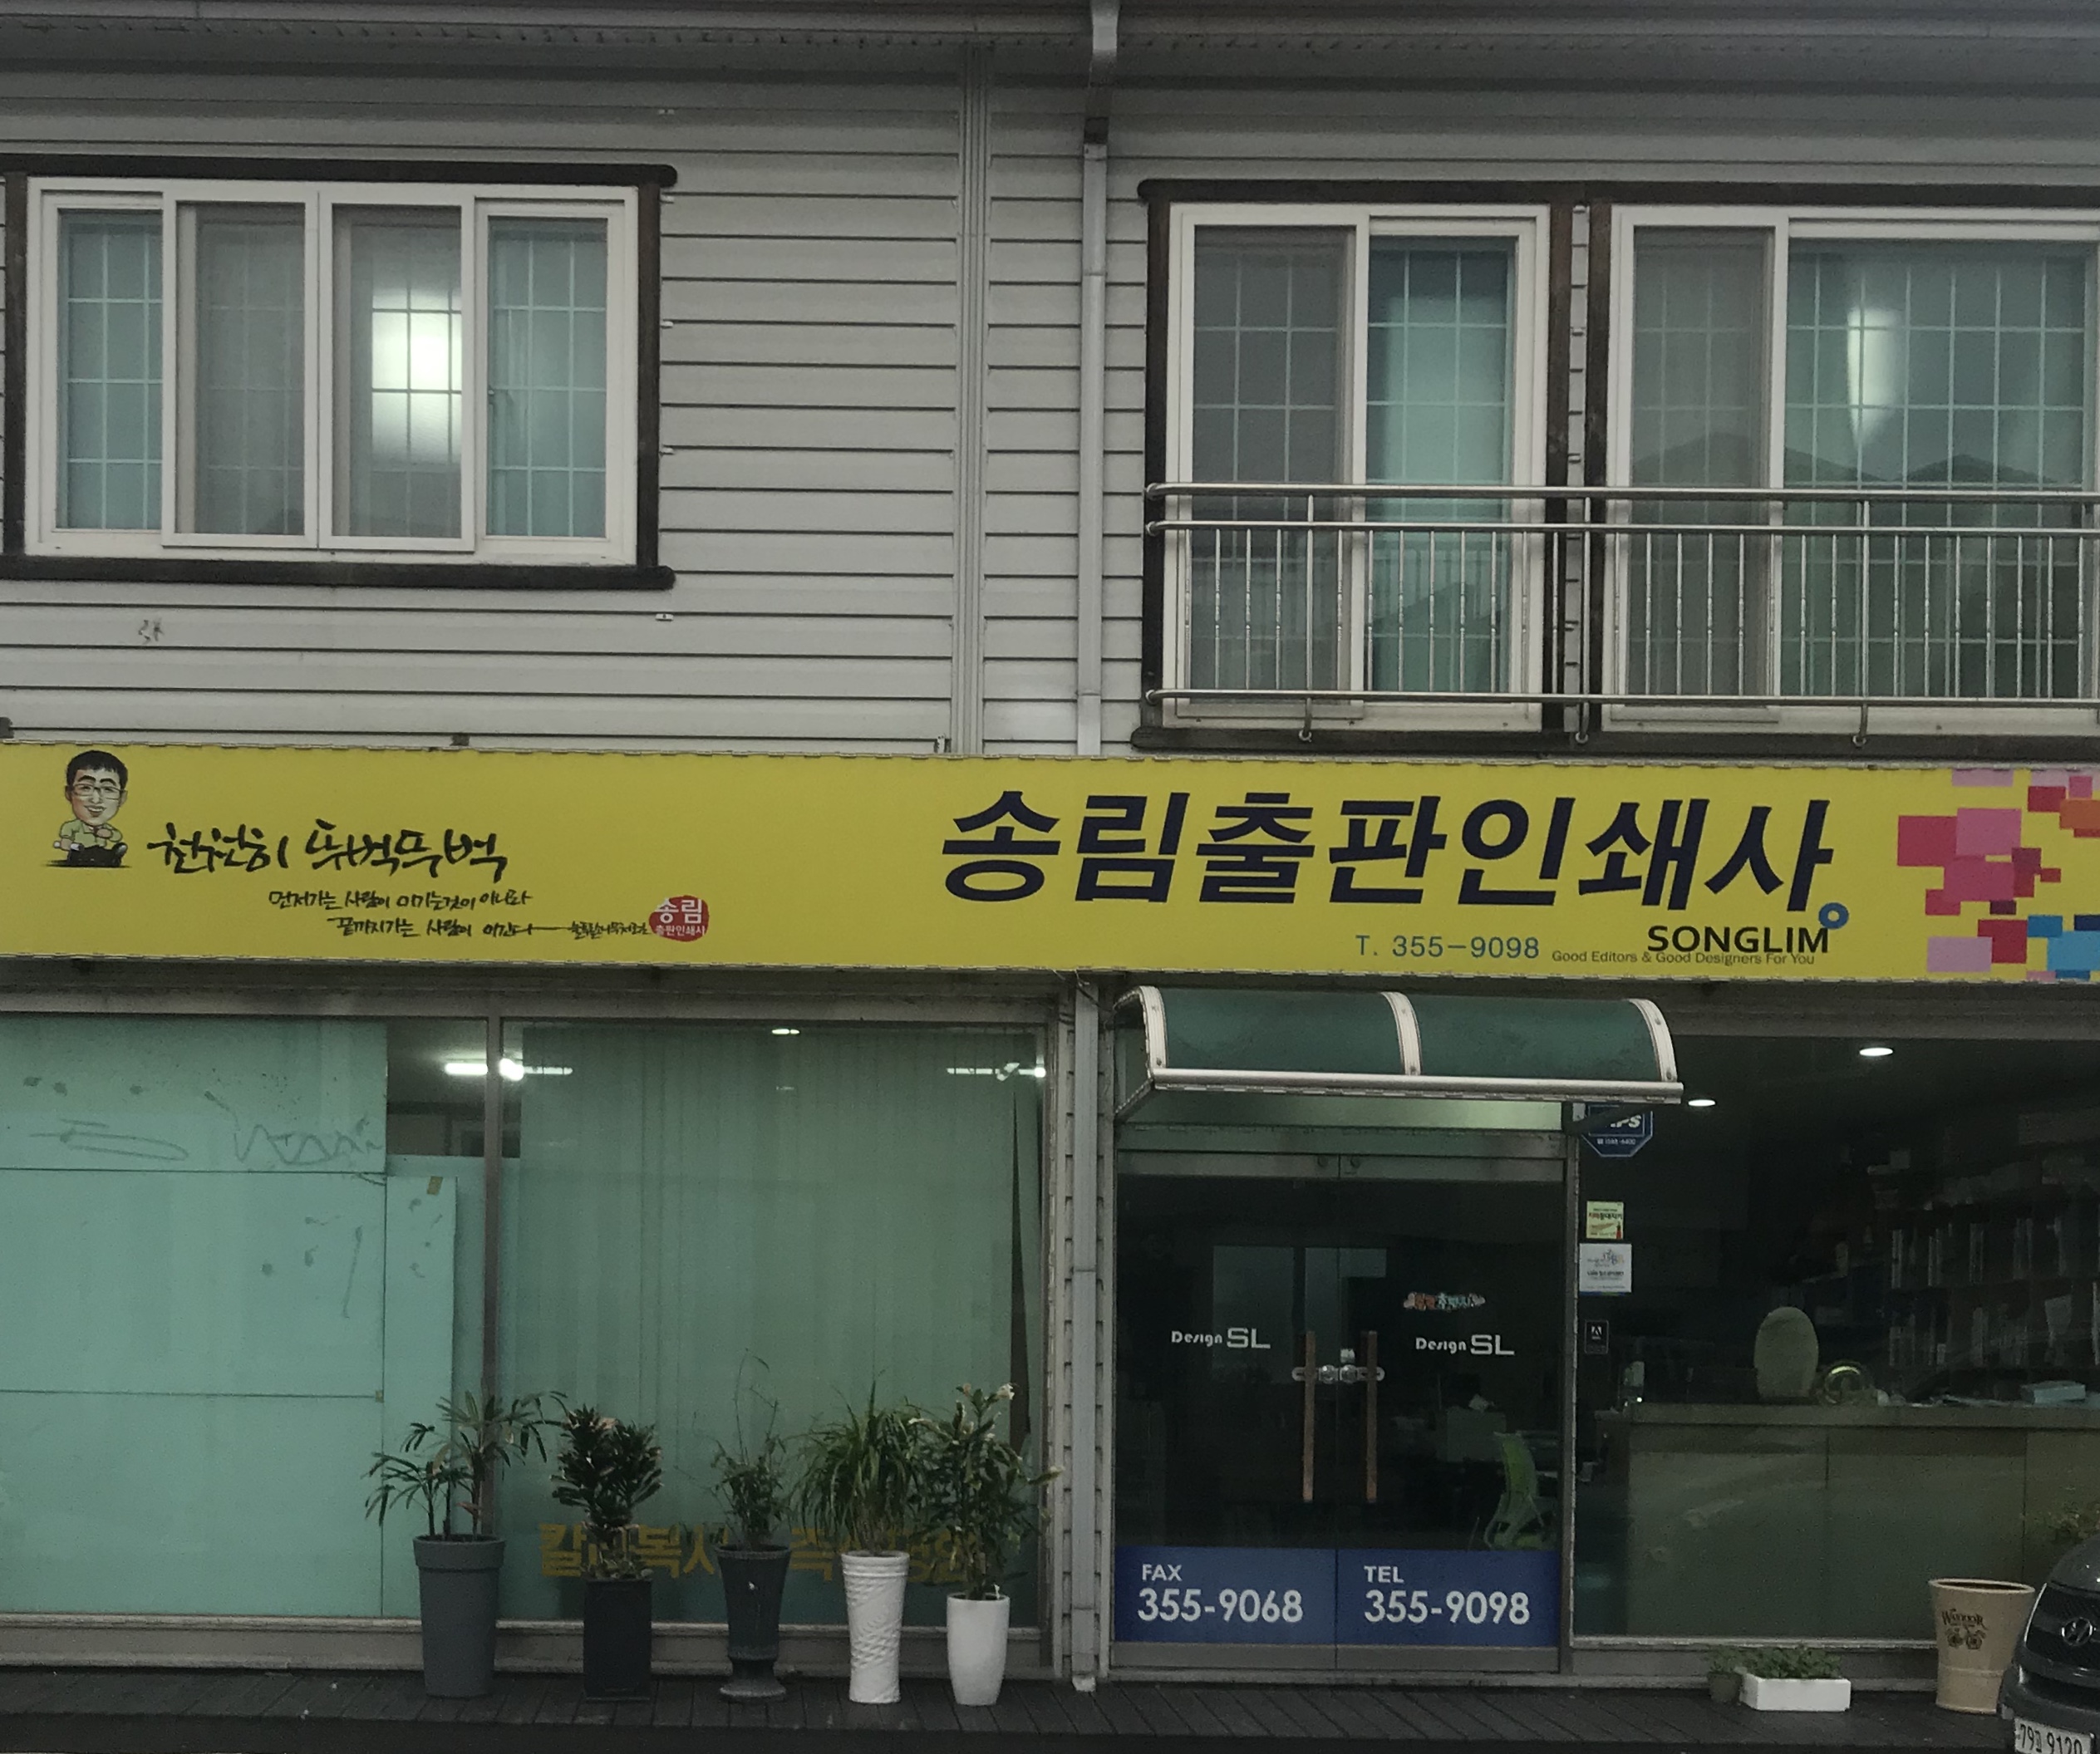 천천히 뚜벅뚜벅
먼저가는 사람이 이기는것이 아니라
끝까지가는 사람이 이긴다
송림
출판인쇄사
송림출판인쇄사
SONGLIM
T. 355-9098
Good Editors & Good Designers For You
Design SL
Design SL
FAX
355-9068
TEL
355-9098
WARRIOR
9120